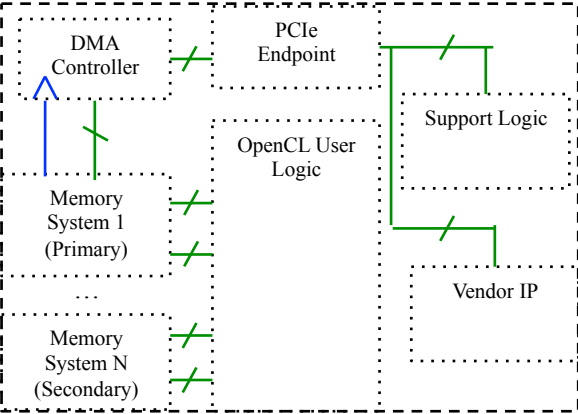 DMA
Controller
PCIe
Endpoint
Support Logic
OpenCL User
Logic
Memory
System 1
(Primary)
...
Vendor IP
Memory
System N
(Secondary)